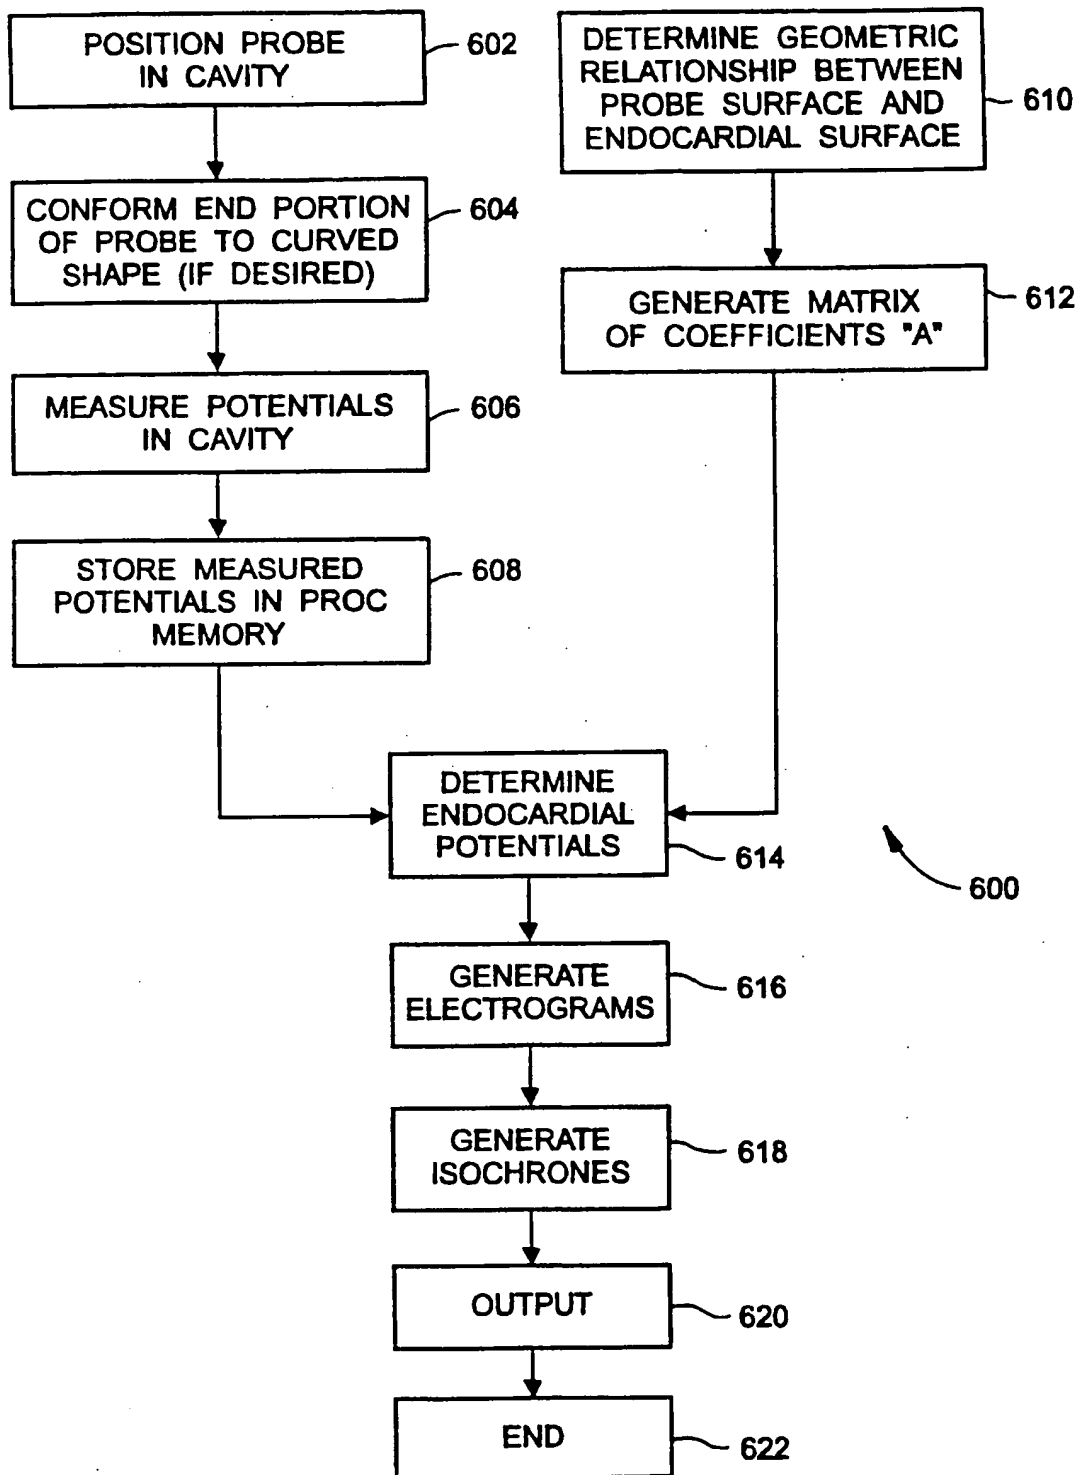 POSITION PROBE
IN CAVITY
602
CONFORM END PORTION
OF PROBE TO CURVED
SHAPE (IF DESIRED)
604
MEASURE POTENTIALS
IN CAVITY
606
STORE MEASURED
POTENTIALS IN PROC
MEMORY
608
DETERMINE GEOMETRIC
RELATIONSHIP BETWEEN
PROBE SURFACE AND
ENDOCARDIAL SURFACE
610
GENERATE MATRIX
OF COEFFICIENTS "A"
612
DETERMINE
ENDOCARDIAL
POTENTIALS
614
600
GENERATE
ELECTROGRAMS
616
GENERATE
ISOCHRONES
618
OUTPUT
620
END
622